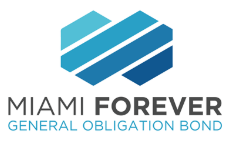 MIAMI FOREVER
GENERAL OBLIGATION BOND